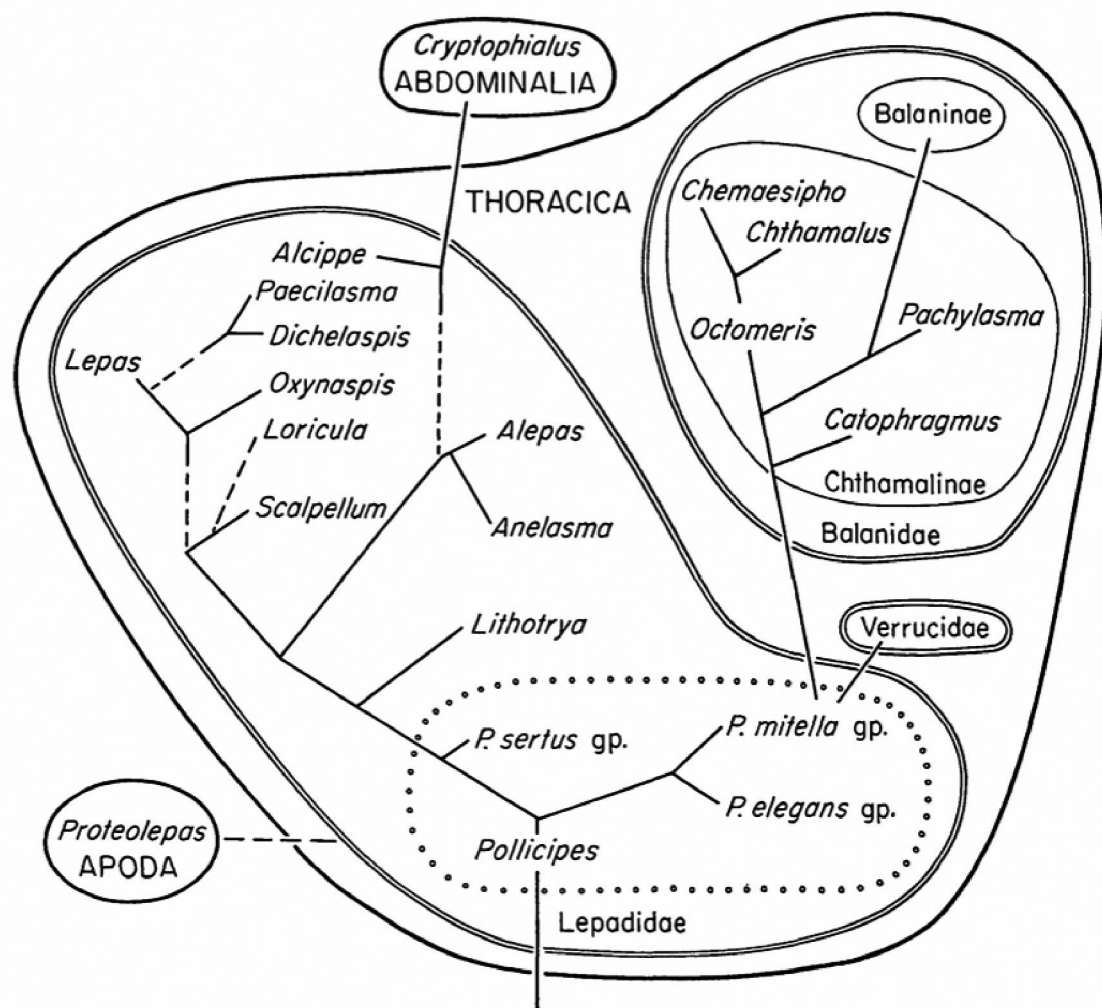 Cryptophialus
ABDOMINALIA
Balaninae
THORACICA
Chemaesipho
Chthamalus
Alcippe
Paecilasma
Dichelaspis
Lepas
Octomeris
Pachylasma
Oxynaspis
Loricula
Alepas
Catophragmus
Scalpellum
Chthamalinae
Anelasma
Balanidae
Lithotrya
Verrucidae
P. sertus gp.
P. mitella gp.
P. elegans gp.
Proteolepas
APODA
Pollicipes
Lepadidae